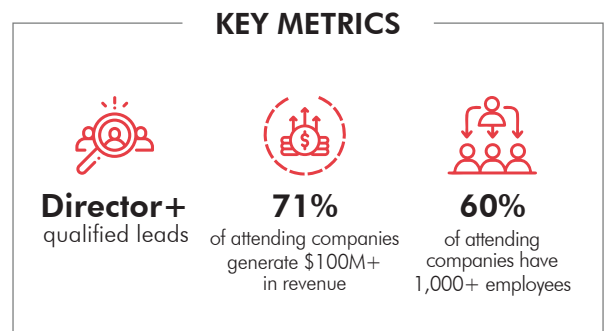 KEY METRICS
Director+
qualified leads
$
71%
of attending companies
generate $100M+
in revenue
60%
of attending
companies have
1,000+ employees